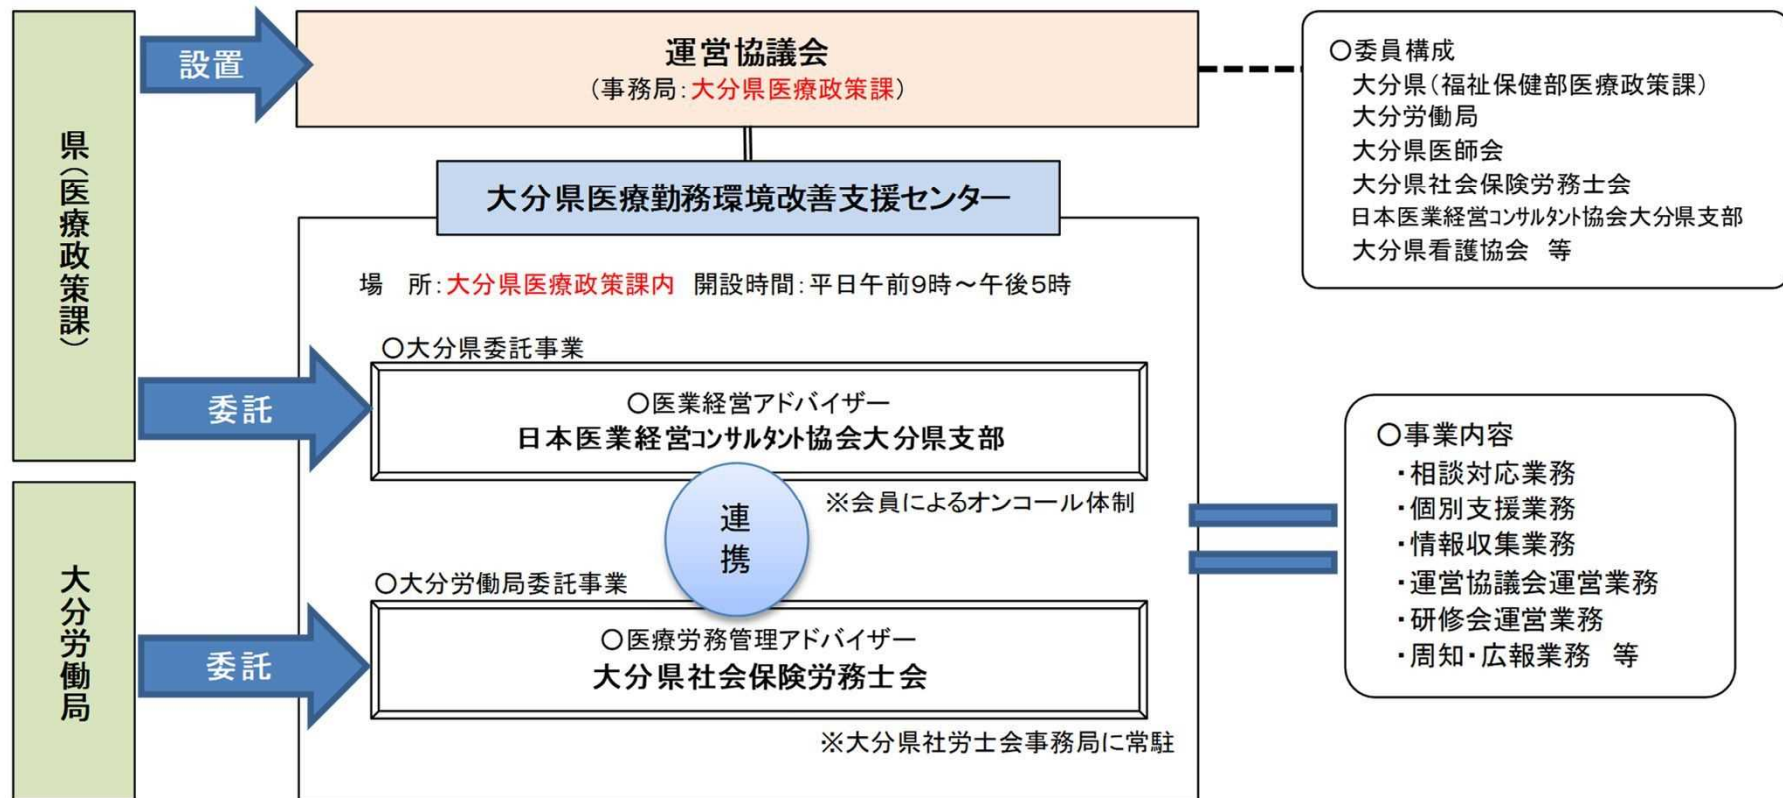 県(医療政策課)
設置
運営協議会
(事務局:大分県医療政策課)
○委員構成
大分県(福祉保健部医療政策課)
大分労働局
大分県医師会
大分県社会保険労務士会
日本医業経営コンサルタント協会大分県支部
大分県看護協会 等
大分県医療勤務環境改善支援センター
場 所:大分県医療政策課内 開設時間:平日午前9時~午後5時
○大分県委託事業
委託
○医業経営アドバイザー
日本医業経営コンサルタント協会大分県支部
※会員によるオンコール体制
連携
大分労働局
○大分労働局委託事業
委託
○医療労務管理アドバイザー
大分県社会保険労務士会
※大分県社労士会事務局に常駐
○事業内容
・相談対応業務
・個別支援業務
・情報収集業務
・運営協議会運営業務
・研修会運営業務
・周知・広報業務 等